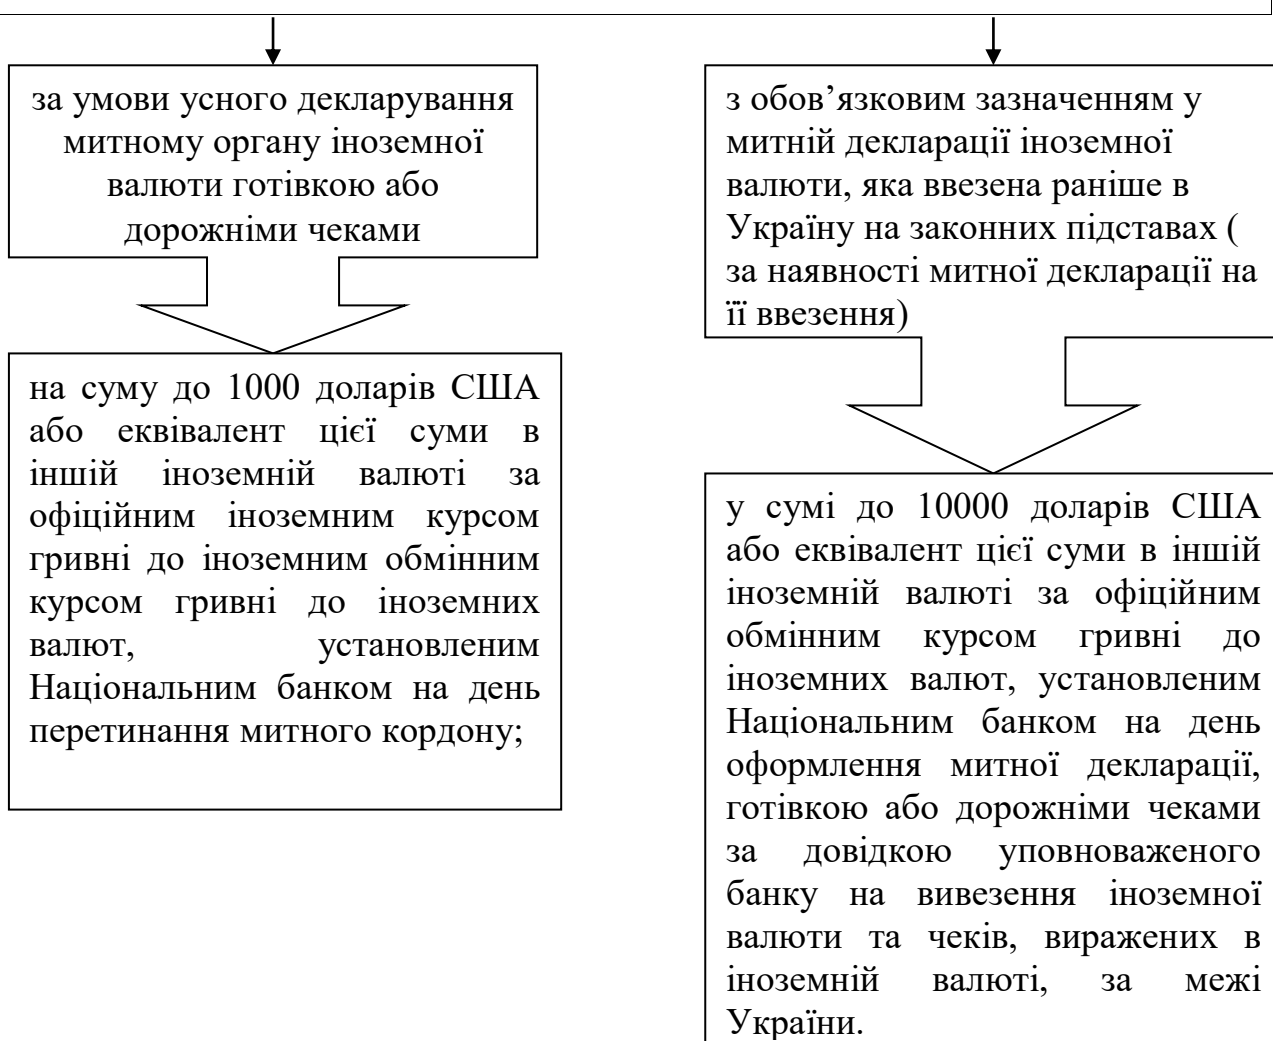 за умови усного декларування
митному органу іноземної
валюти готівкою або
дорожніми чеками
на суму до 1000 доларів США
або еквівалент цієї суми в
іншій іноземній валюті за
офіційним іноземним курсом
гривні до іноземним обмінним
курсом гривні до іноземних
валют, установленим
Національним банком на день
перетинання митного кордону;
з обов’язковим зазначенням у
митній декларації іноземної
валюти, яка ввезена раніше в
Україну на законних підставах (
за наявності митної декларації на
її ввезення)
у сумі до 10000 доларів США
або еквівалент цієї суми в іншій
іноземній валюті за офіційним
обмінним курсом гривні до
іноземних валют, установленим
Національним банком на день
оформлення митної декларації,
готівкою або дорожніми чеками
за довідкою уповноваженого
банку на вивезення іноземної
валюти та чеків, виражених в
іноземній валюті, за межі
України.